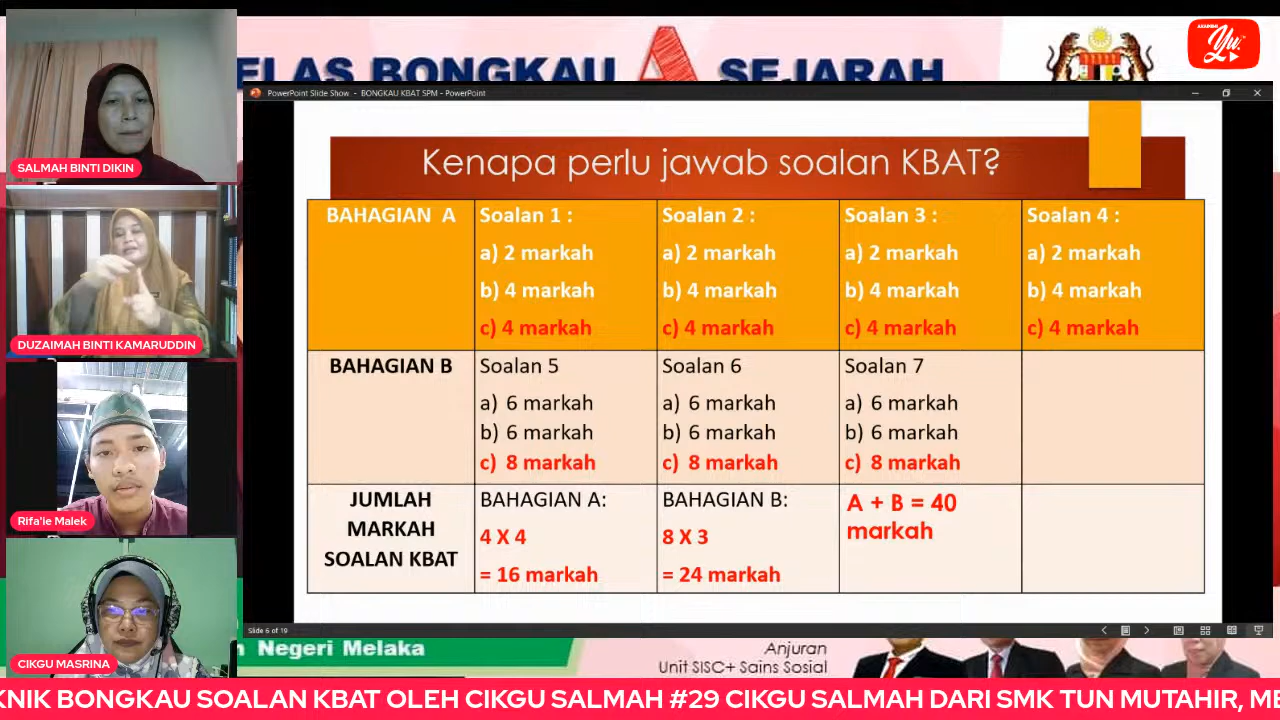 ELAS BONGKAU A SEJARAH
AKADEMI
Yu
PowerPoint Slide Show - BONGKAU KBAT SPM - PowerPoint
Kenapa perlu jawab soalan KBAT?
BAHAGIAN A
Soalan 1 :
a) 2 markah
b) 4 markah
c) 4 markah
Soalan 2 :
a) 2 markah
b) 4 markah
c) 4 markah
Soalan 3 :
a) 2 markah
b) 4 markah
c) 4 markah
Soalan 4 :
a) 2 markah
b) 4 markah
c) 4 markah
BAHAGIAN B
Soalan 5
a) 6 markah
b) 6 markah
c) 8 markah
Soalan 6
a) 6 markah
b) 6 markah
c) 8 markah
Soalan 7
a) 6 markah
b) 6 markah
c) 8 markah
JUMLAH
MARKAH
SOALAN KBAT
BAHAGIAN A:
4 X 4
= 16 markah
BAHAGIAN B:
8 X 3
= 24 markah
A + B = 40
markah
Slide 6 of 19
SALMAH BINTI DIKIN
DUZAIMAH BINTI KAMARUDDIN
Rifa'ie Malek
CIKGU MASRINA
n Negeri Melaka
Anjuran
Unit SISC+ Sains Sosial
KNIK BONGKAU SOALAN KBAT OLEH CIKGU SALMAH #29 CIKGU SALMAH DARI SMK TUN MUTAHIR, ME